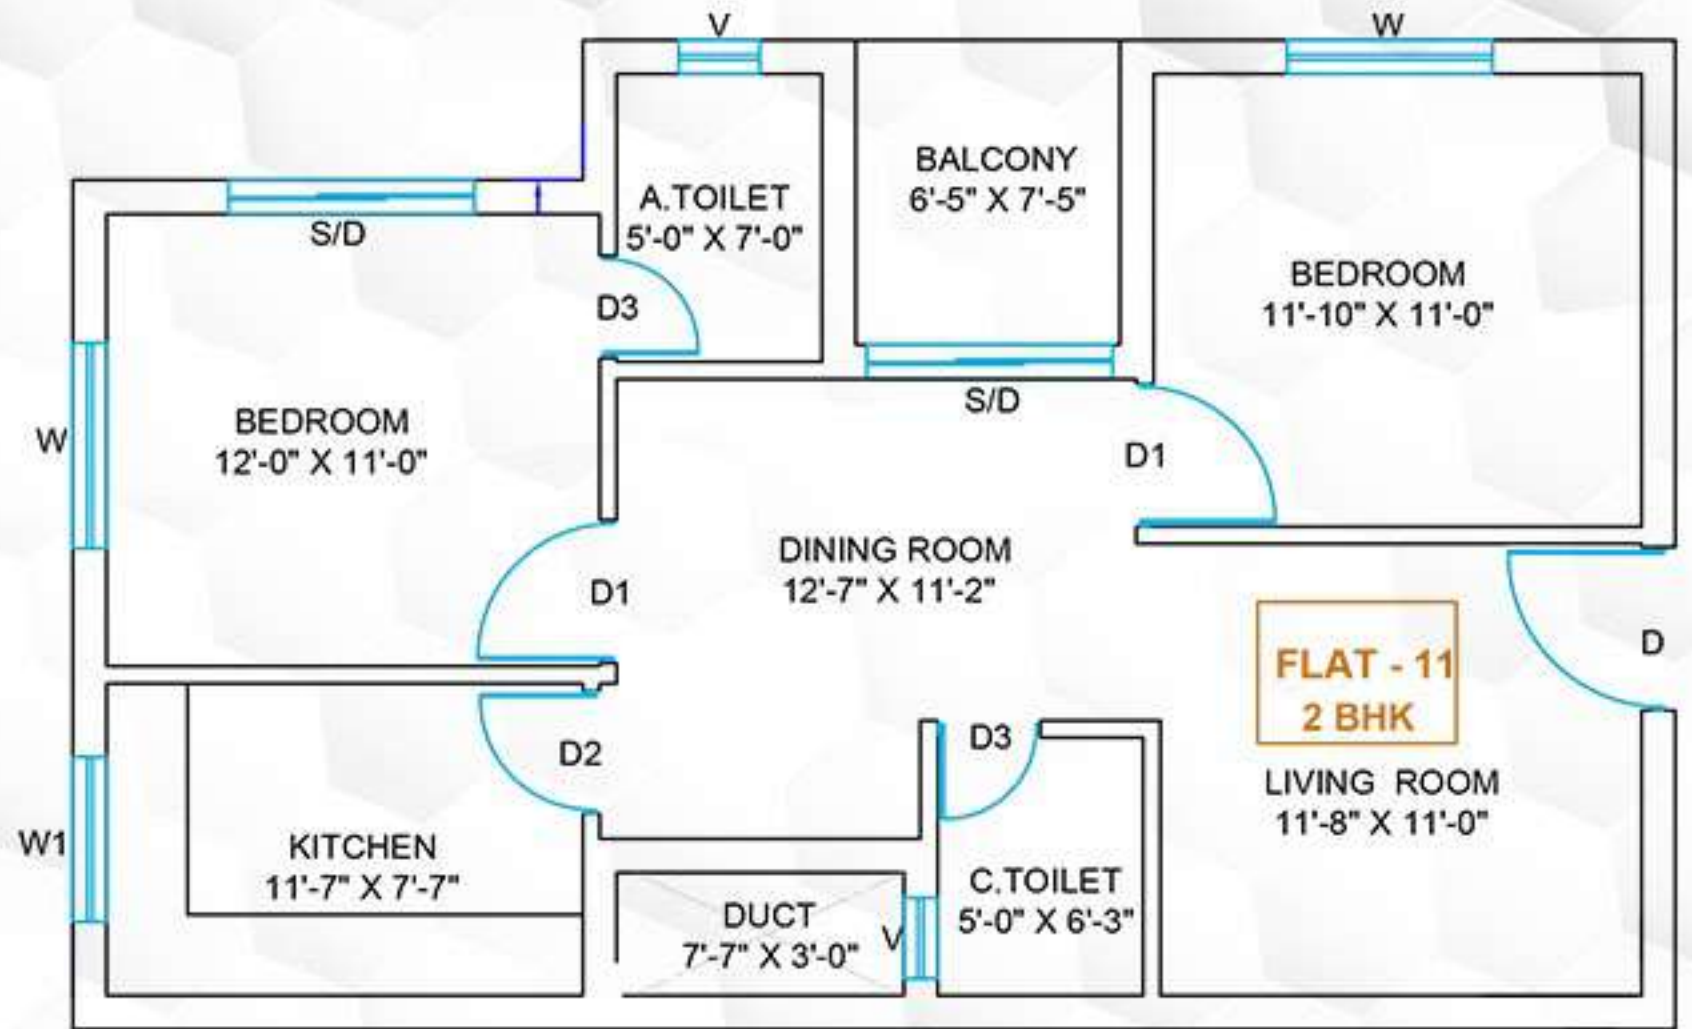 V
W
A.TOILET
5'-0" X 7'-0"
BALCONY
6'-5" X 7'-5"
S/D
BEDROOM
11'-10" X 11'-0"
D3
S/D
W
BEDROOM
12'-0" X 11'-0"
D1
DINING ROOM
12'-7" X 11'-2"
D1
D
FLAT - 11
2 BHK
D2
D3
LIVING ROOM
11'-8" X 11'-0"
W1
KITCHEN
11'-7" X 7'-7"
C.TOILET
5'-0" X 6'-3"
DUCT
7'-7" X 3'-0"
V